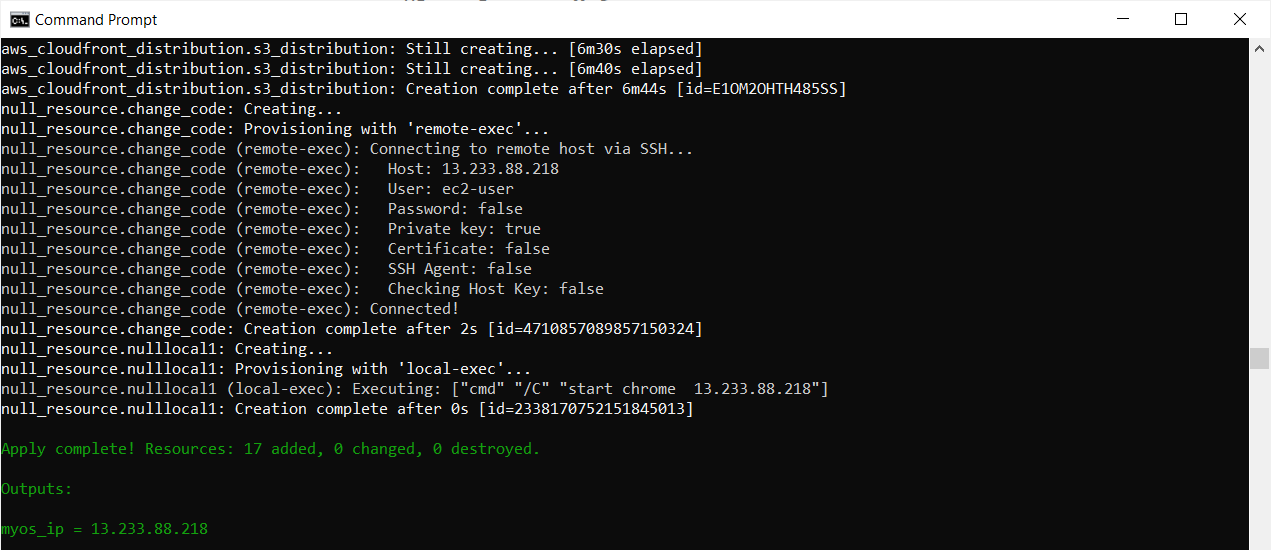 Command Prompt
aws_cloudfront_distribution.s3_distribution: Still creating... [6m30s elapsed]
aws_cloudfront_distribution.s3_distribution: Still creating... [6m40s elapsed]
aws_cloudfront_distribution.s3_distribution: Creation complete after 6m44s [id=E1OM2OHTH485SS]
null_resource.change_code: Creating...
null_resource.change_code: Provisioning with 'remote-exec'...
null_resource.change_code (remote-exec): Connecting to remote host via SSH...
null_resource.change_code (remote-exec):   Host: 13.233.88.218
null_resource.change_code (remote-exec):   User: ec2-user
null_resource.change_code (remote-exec):   Password: false
null_resource.change_code (remote-exec):   Private key: true
null_resource.change_code (remote-exec):   Certificate: false
null_resource.change_code (remote-exec):   SSH Agent: false
null_resource.change_code (remote-exec):   Checking Host Key: false
null_resource.change_code (remote-exec): Connected!
null_resource.change_code: Creation complete after 2s [id=4710857089857150324]
null_resource.nulllocal1: Creating...
null_resource.nulllocal1: Provisioning with 'local-exec'...
null_resource.nulllocal1 (local-exec): Executing: ["cmd" "/C" "start chrome  13.233.88.218"]
null_resource.nulllocal1: Creation complete after 0s [id=2338170752151845013]
Apply complete! Resources: 17 added, 0 changed, 0 destroyed.
Outputs:
myos_ip = 13.233.88.218